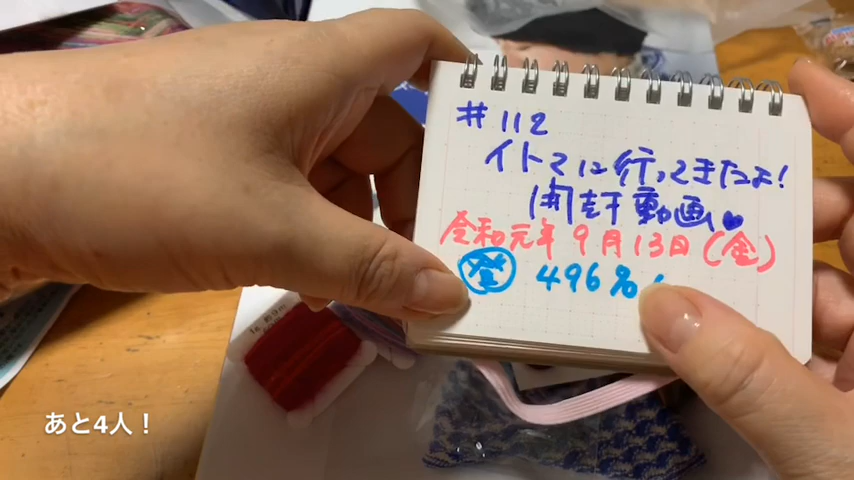 #112
イトマに行ってきたよ!
開封動画♥
令和元年9月13日(金)
登 496名
あと4人！